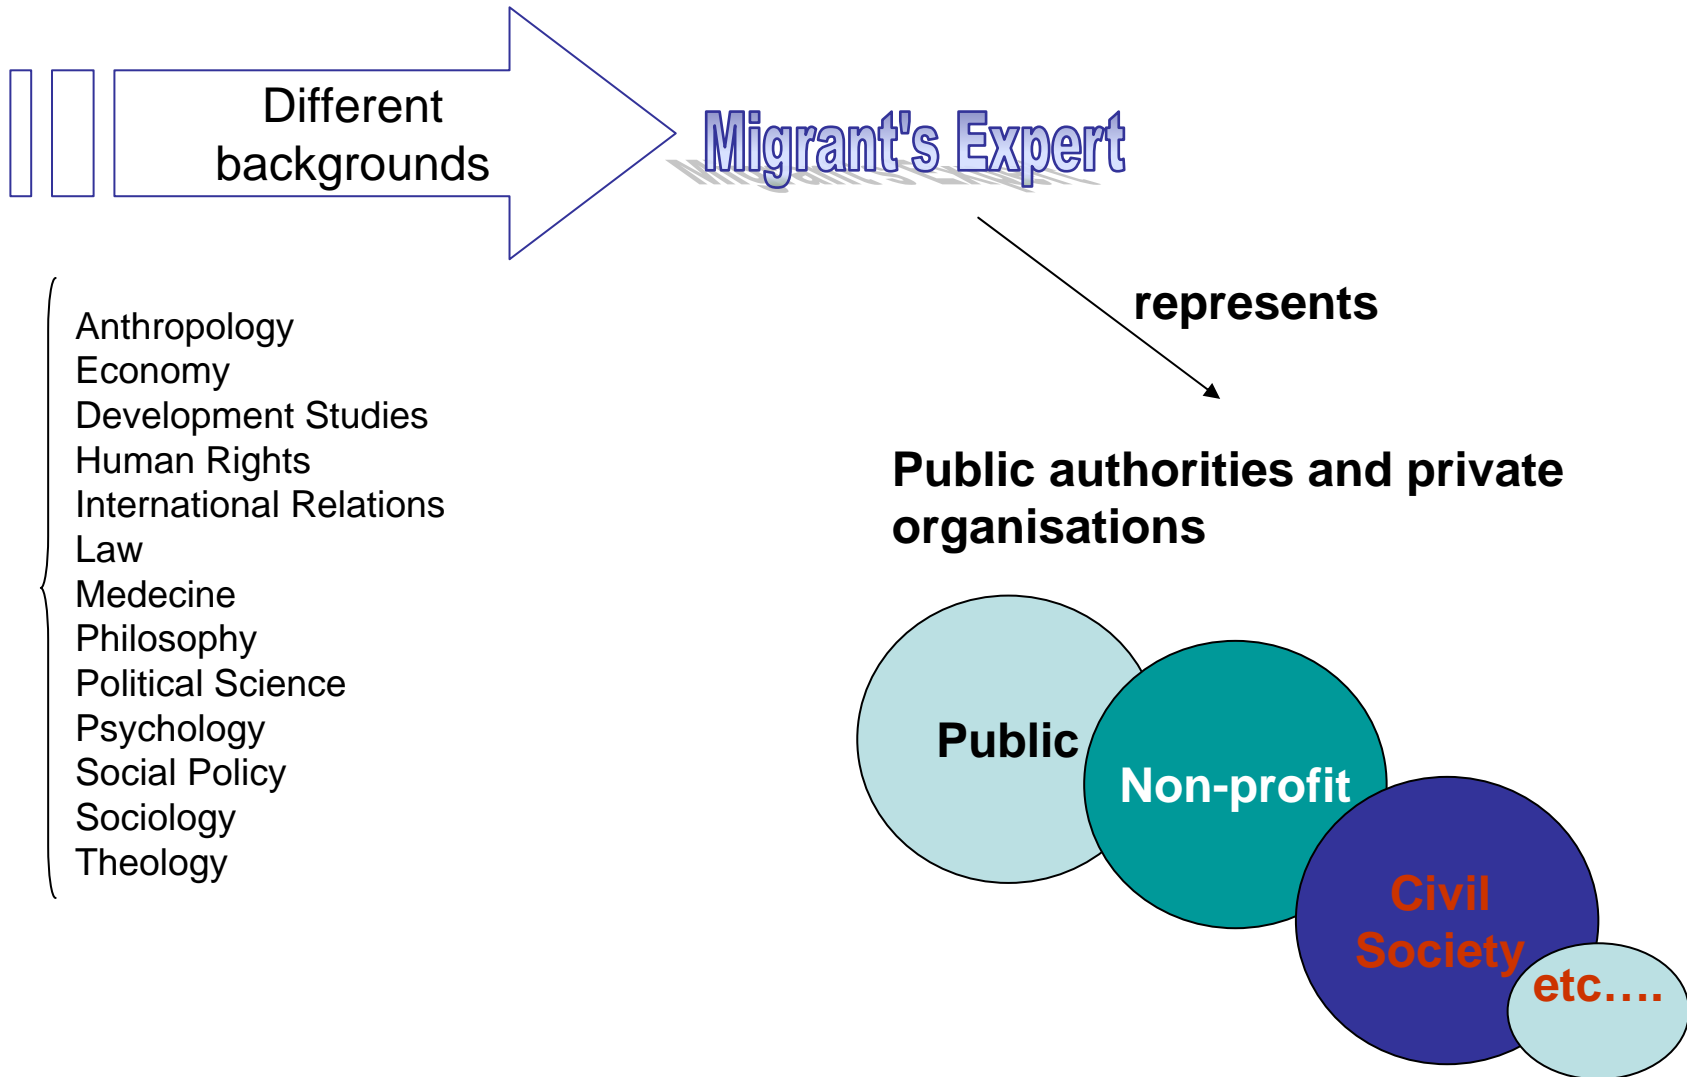 Different
backgrounds
Migrant's Expert
represents
Anthropology
Economy
Development Studies
Human Rights
International Relations
Law
Medecine
Philosophy
Political Science
Psychology
Social Policy
Sociology
Theology
Public authorities and private
organisations
Public
Non-profit
Civil
Society
etc….